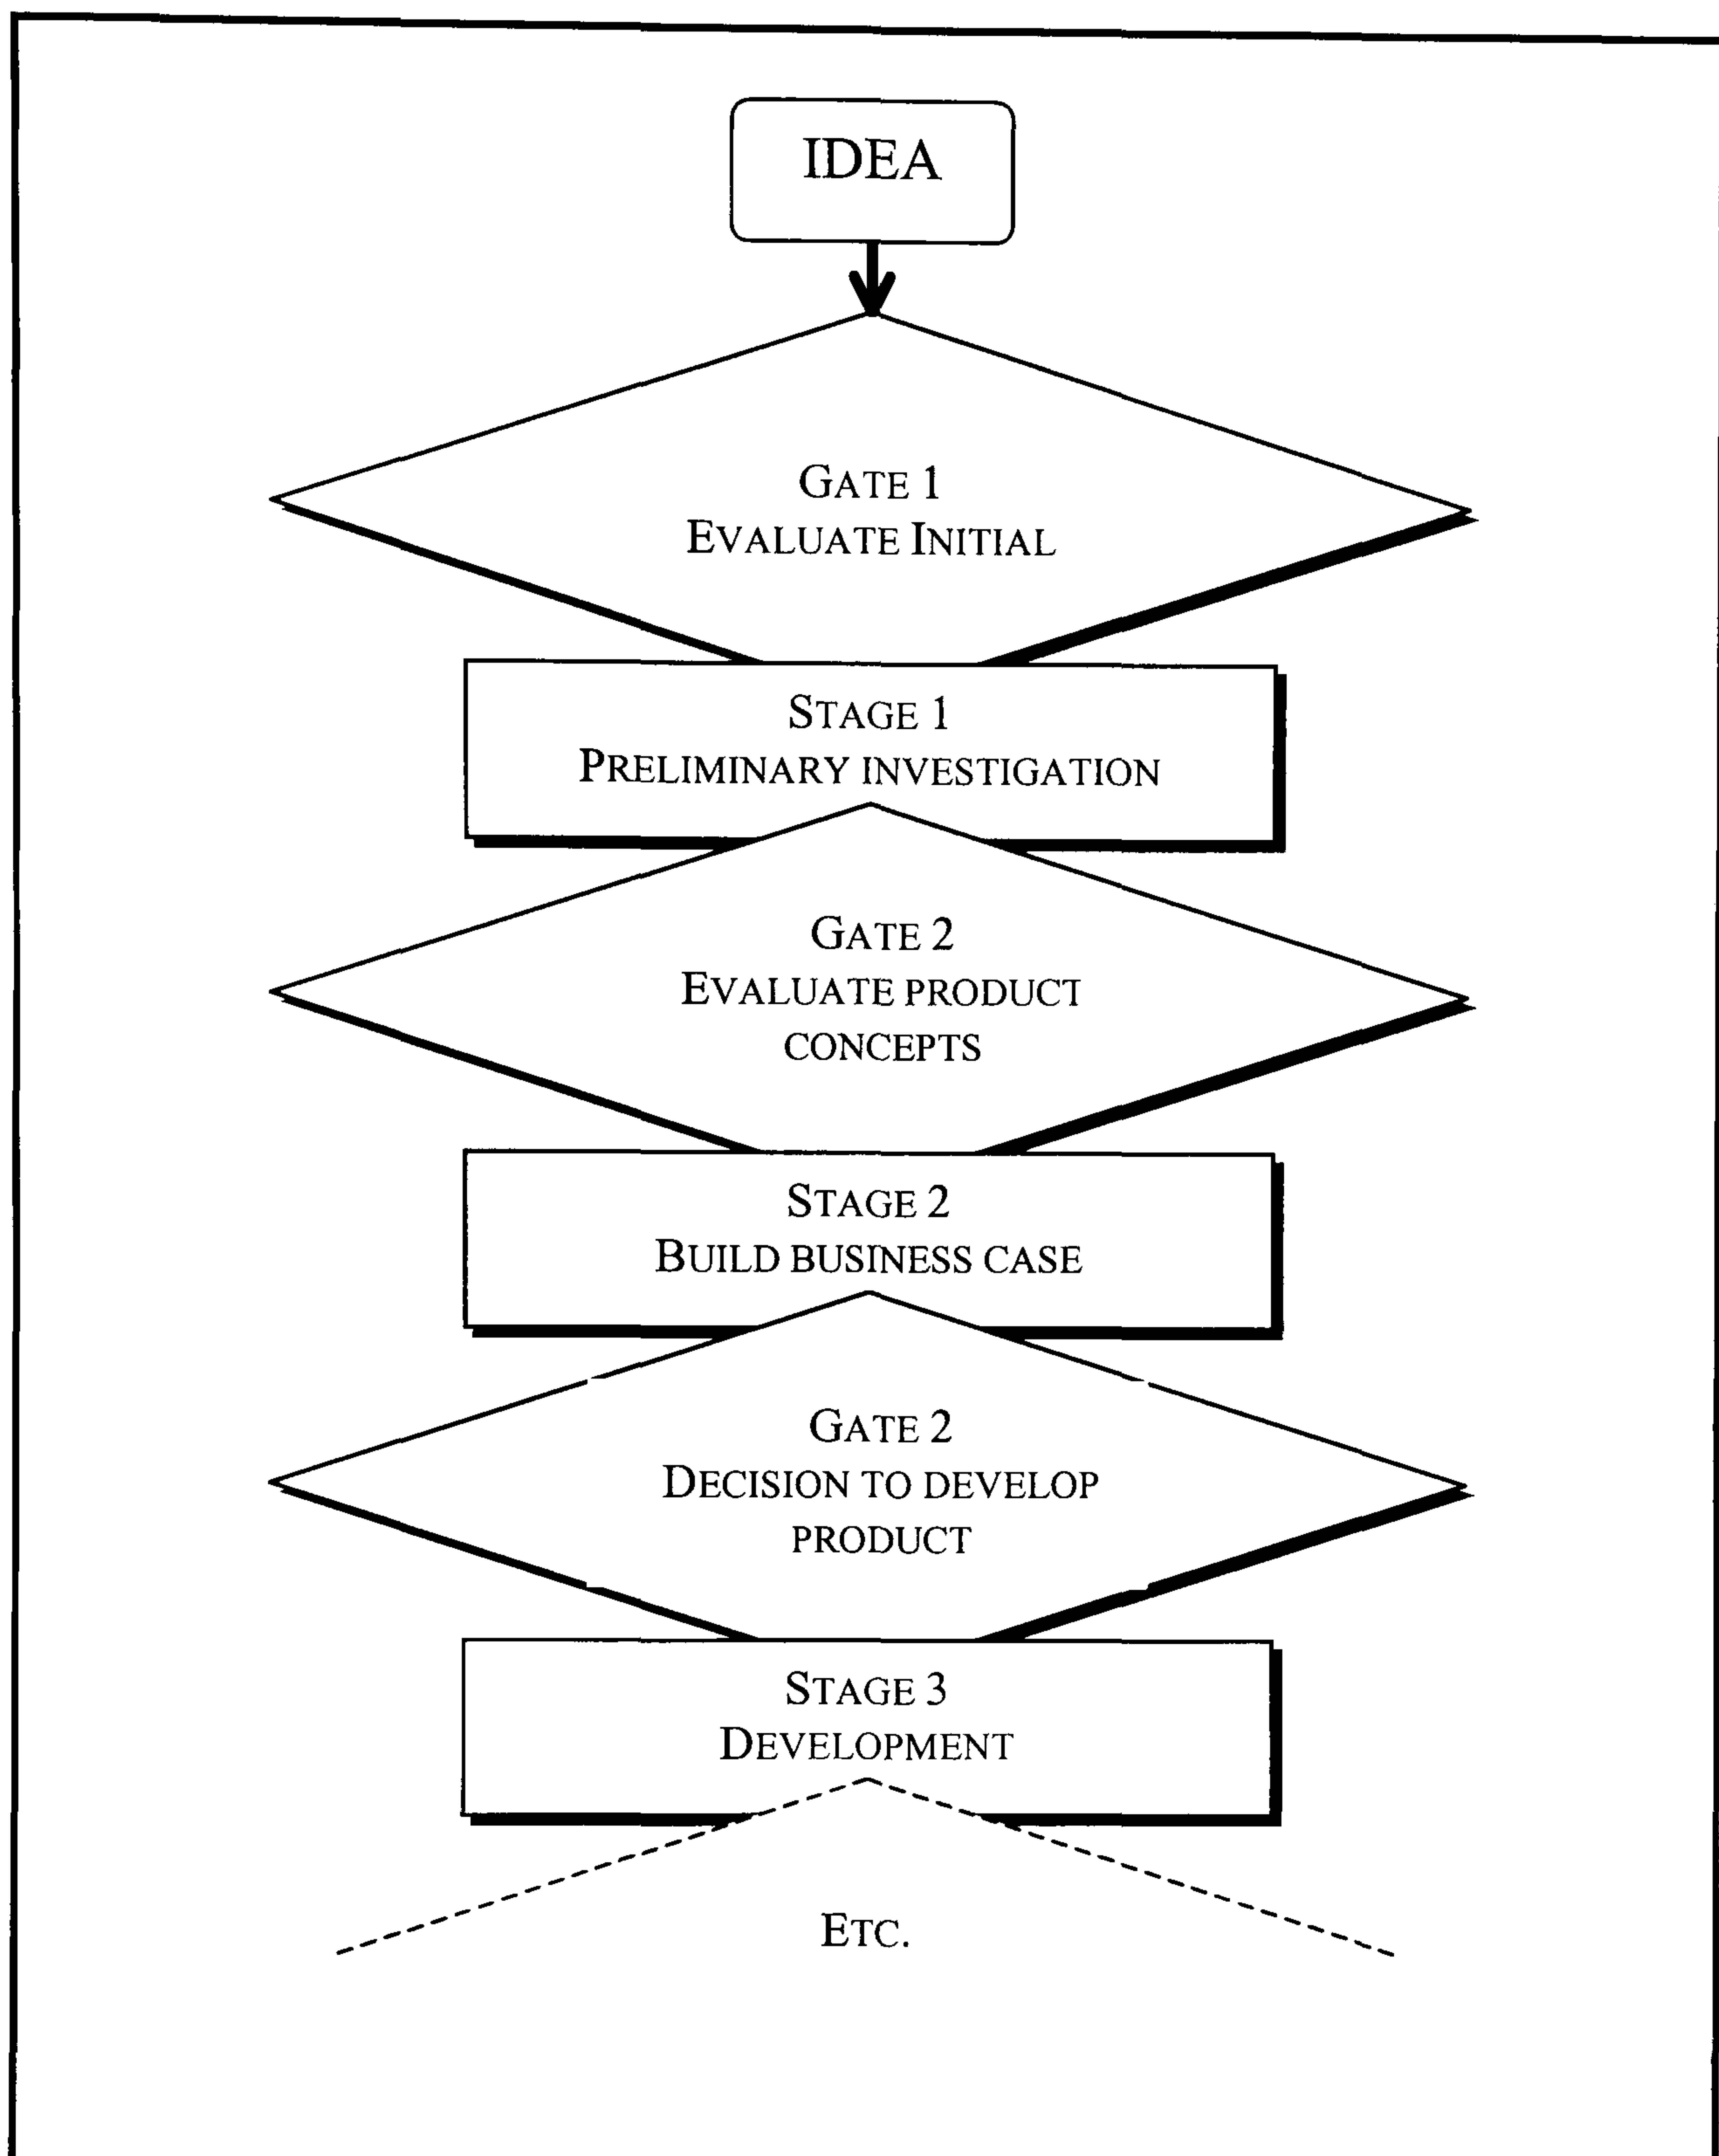 IDEA
GATE 1
EVALUATE INITIAL
STAGE 1
PRELIMINARY INVESTIGATION
GATE 2
EVALUATE PRODUCT
CONCEPTS
STAGE 2
BUILD BUSINESS CASE
GATE 2
DECISION TO DEVELOP
PRODUCT
STAGE 3
DEVELOPMENT
ETC.